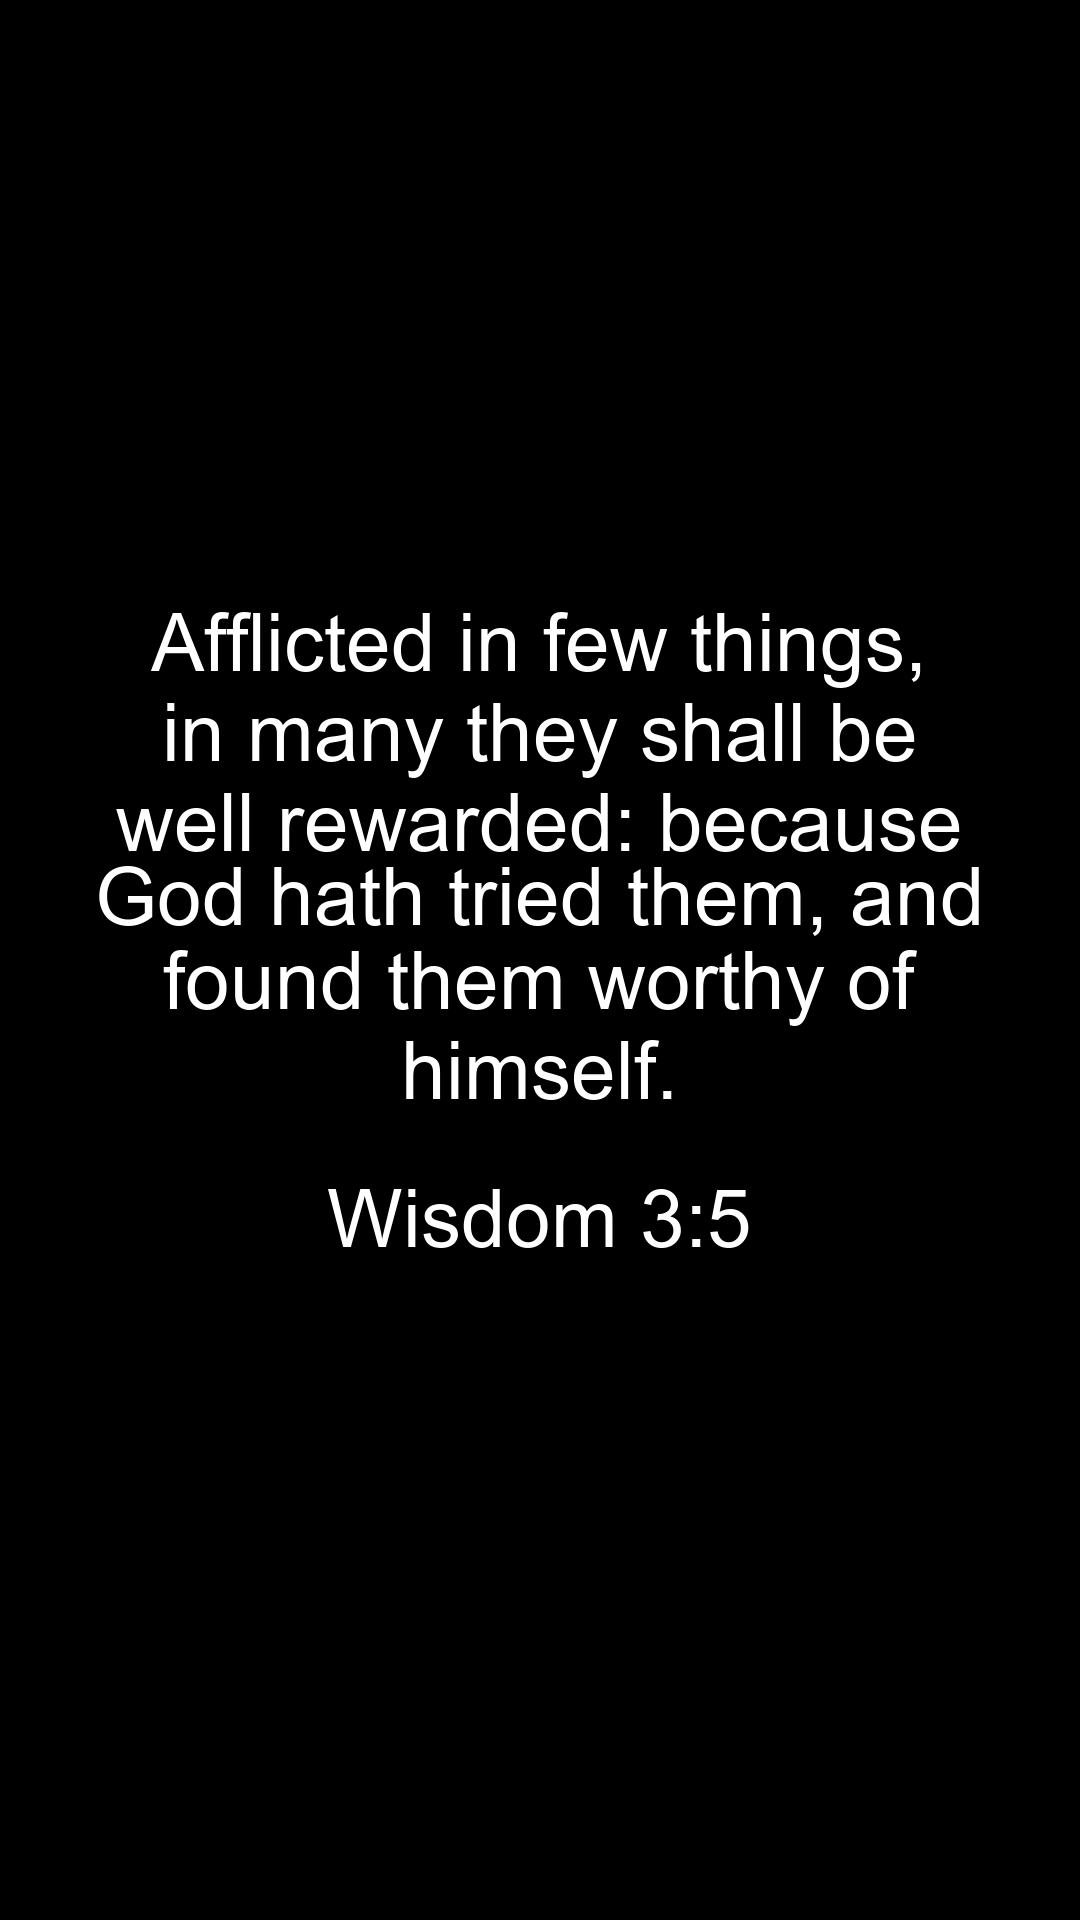 Afflicted in few things,
in many they shall be
well rewarded: because
God hath tried them, and
found them worthy of
himself.
Wisdom 3:5